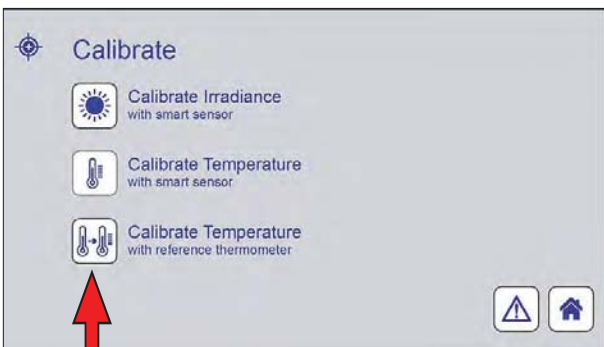 Calibrate
Calibrate Irradiance
with smart sensor
Calibrate Temperature
with smart sensor
Calibrate Temperature
with reference thermometer